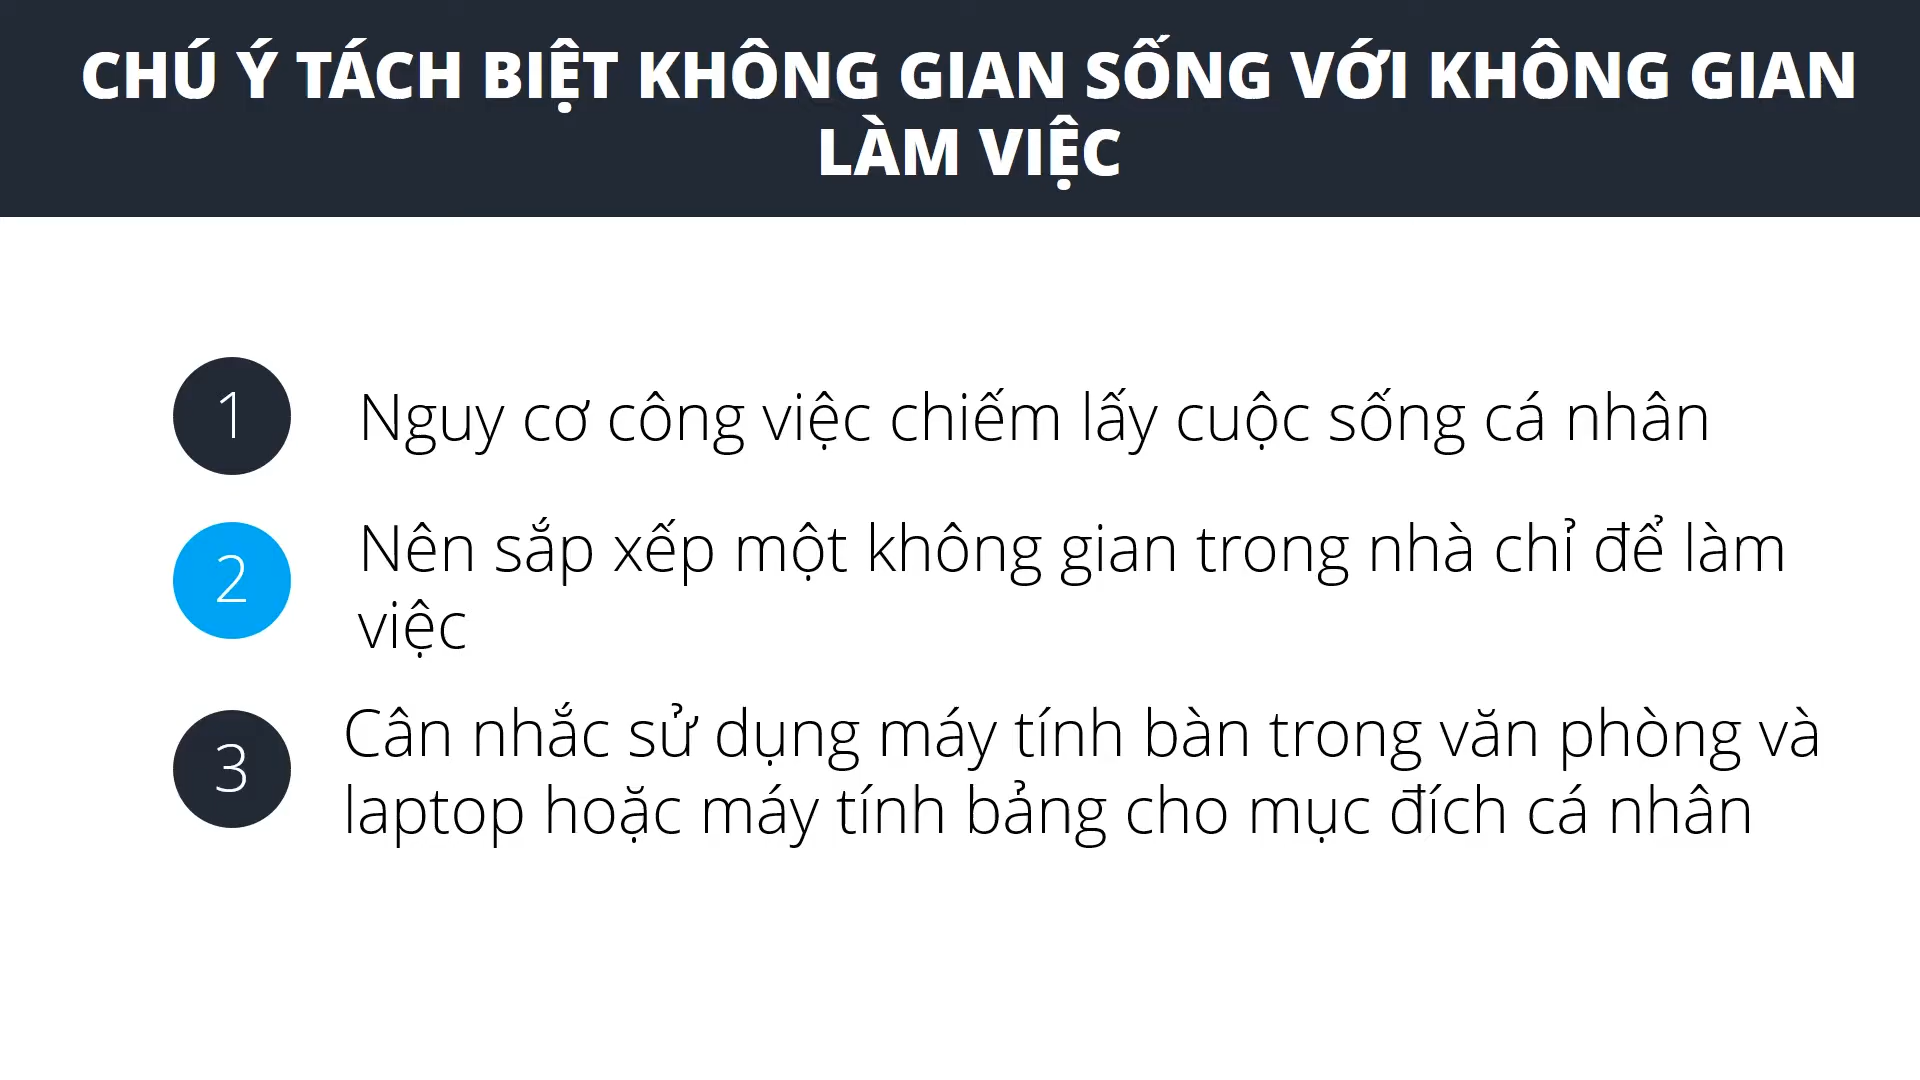 CHÚ Ý TÁCH BIỆT KHÔNG GIAN SỐNG VỚI KHÔNG GIAN
LÀM VIỆC
1
Nguy cơ công việc chiếm lấy cuộc sống cá nhân
2
Nên sắp xếp một không gian trong nhà chỉ để làm
việc
3
Cân nhắc sử dụng máy tính bàn trong văn phòng và
laptop hoặc máy tính bảng cho mục đích cá nhân